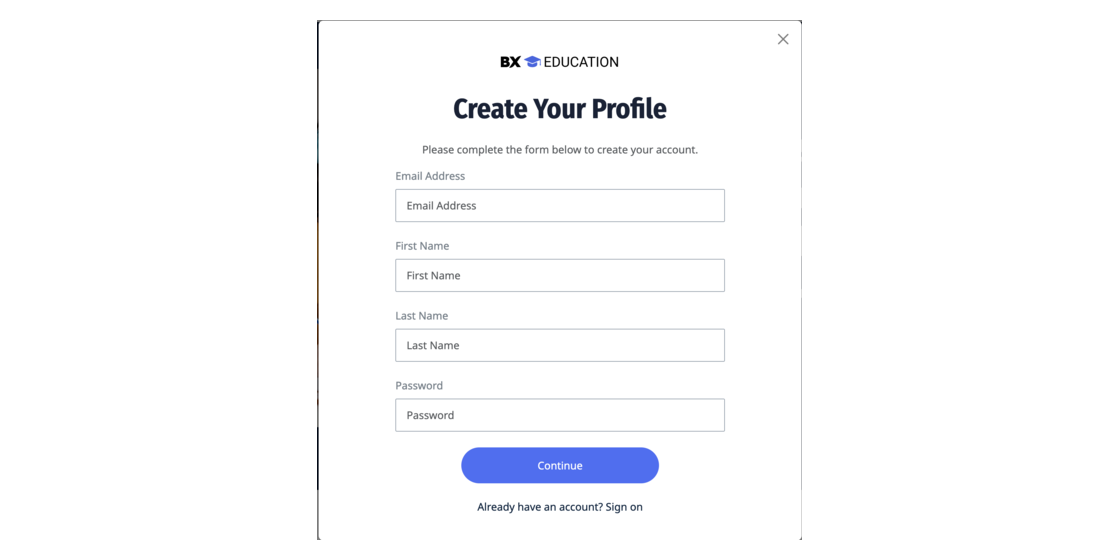 BX EDUCATION
Create Your Profile
Please complete the form below to create your account.
Email Address
Email Address
First Name
First Name
Last Name
Last Name
Password
Password
Continue
Already have an account? Sign on